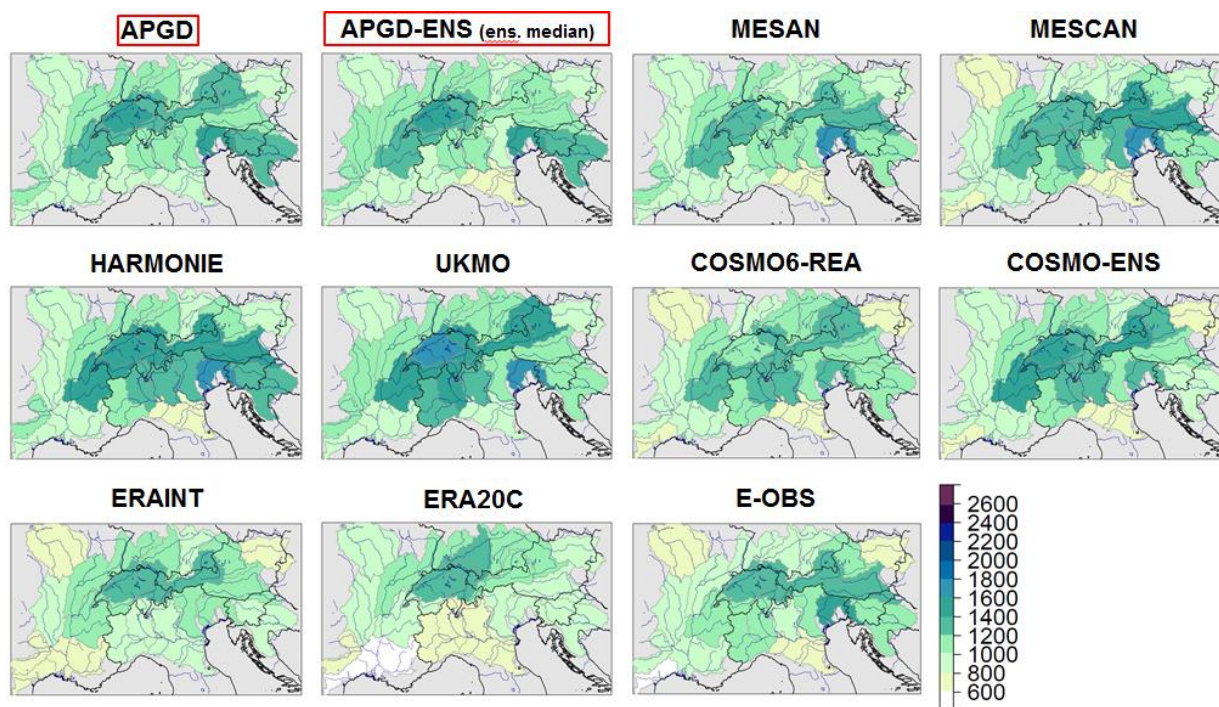 APGD
APGD-ENS (ens. median)
MESAN
MESCAN
HARMONIE
UKMO
COSMO6-REA
COSMO-ENS
ERAINT
ERA20C
E-OBS
2600
2400
2200
2000
1800
1600
1400
1200
1000
800
600